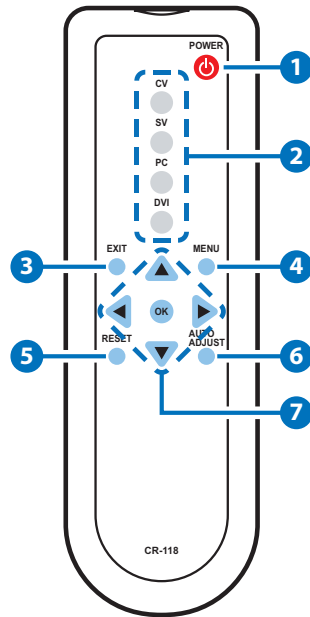 POWER
1
CV
2
SV
PC
DVI
EXIT
MENU
3
4
OK
RESET
AUTO
ADJUST
5
6
7
CR-118